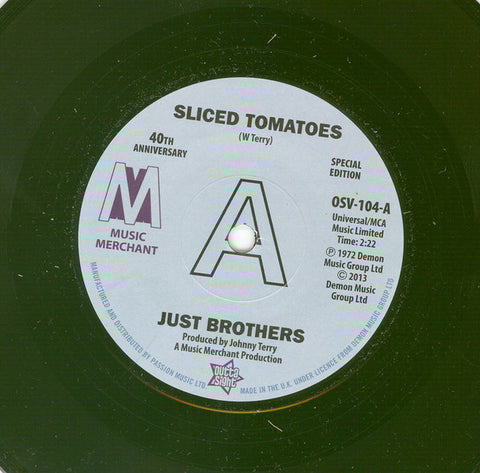 SLICED TOMATOES
(W Terry)
40TH
ANNIVERSARY
SPECIAL
EDITION
M
MUSIC
MERCHANT
A
OSV-104-A
Universal/MCA
Music Limited
Time: 2:22
℗ 1972 Demon
Music Group Ltd
© 2013
Demon Music
Group Ltd
JUST BROTHERS
Produced by Johnny Terry
A Music Merchant Production
outta
sight
MANUFACTURED AND DISTRIBUTED BY PASSION MUSIC LTD
MADE IN THE U.K. UNDER LICENCE FROM DEMON MUSIC GROUP LTD